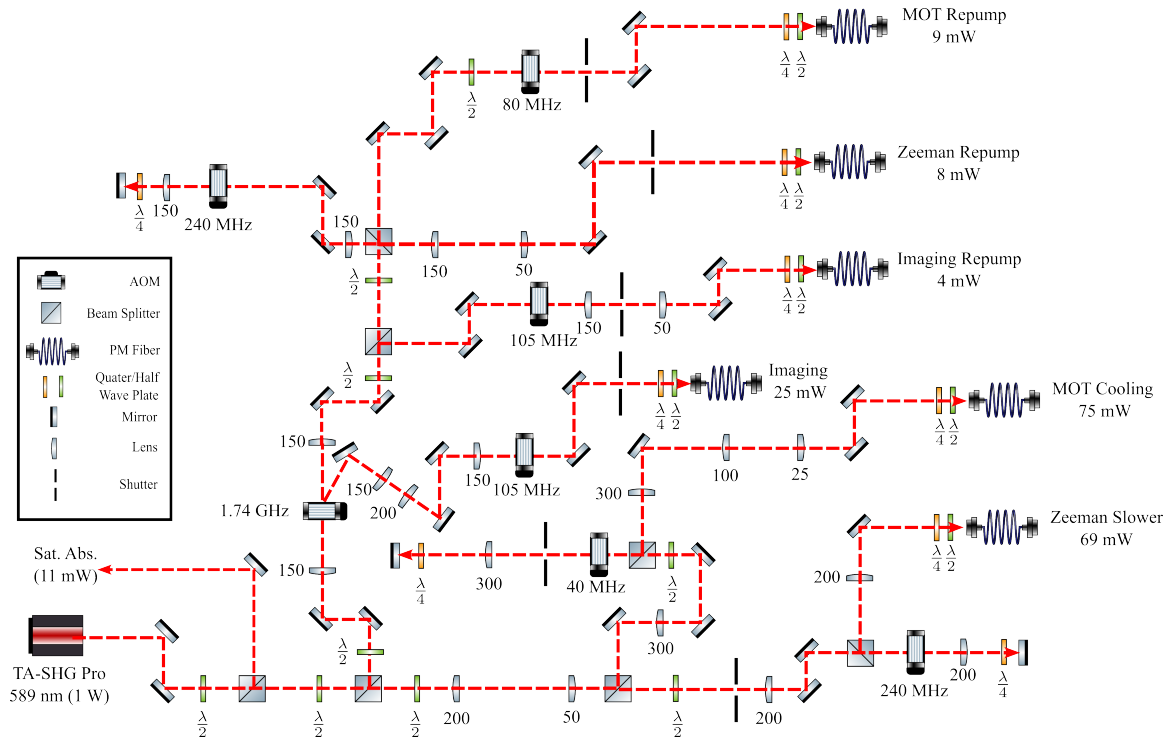 MOT Repump
9 mW
λ/4 λ/2
λ/2
80 MHz
Zeeman Repump
8 mW
λ/4 λ/2
λ/4
150
240 MHz
150
150
50
Imaging Repump
4 mW
λ/4 λ/2
λ/2
105 MHz
150
50
AOM
Beam Splitter
PM Fiber
Quater/Half
Wave Plate
Mirror
Lens
Shutter
λ/2
Imaging
25 mW
λ/4 λ/2
MOT Cooling
75 mW
λ/4 λ/2
150
150
200
150
105 MHz
100
25
300
1.74 GHz
Zeeman Slower
69 mW
λ/4 λ/2
Sat. Abs.
(11 mW)
150
λ/4
300
40 MHz
λ/2
200
300
λ/2
TA-SHG Pro
589 nm (1 W)
λ/2
λ/2
λ/2
200
50
λ/2
200
240 MHz
200
λ/4